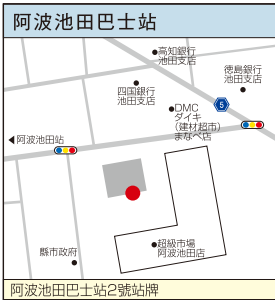 阿波池田巴士站
高知銀行
池田支店
徳島銀行
池田支店
四国銀行
池田支店
5
DMC
ダイキ
(建材超市)
まなべ店
阿波池田站
超級市場
阿波池田店
縣市政府
阿波池田巴士站2號站牌